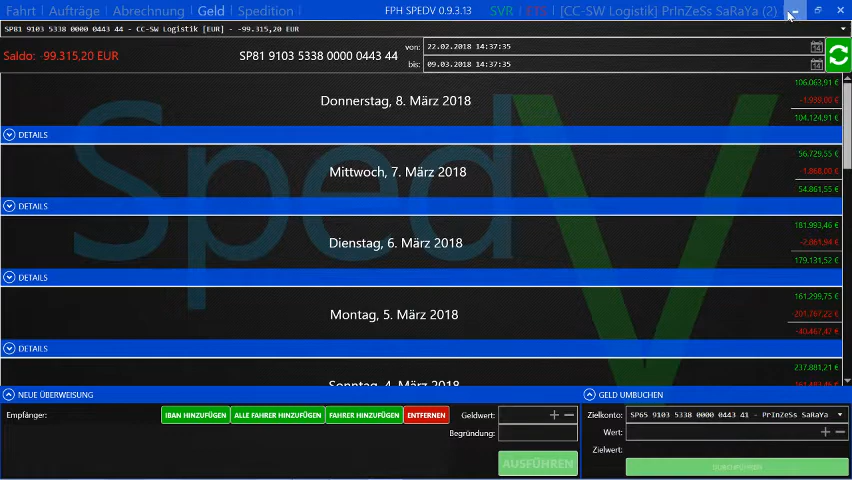 Fahrt Aufträge Abrechnung Geld Spedition FPH SPEDV 0.9.3.13 SVR ETS [CC-SW Logistik] PrInZeSs SaRaYa (2)
SP81 9103 5338 0000 0443 44 - CC-SW Logistik [EUR] - -99.315,20 EUR
Saldo: -99.315,20 EUR SP81 9103 5338 0000 0443 44
von: 22.02.2018 14:37:35
bis: 09.03.2018 14:37:35
SpedV
106.063,91 €
Donnerstag, 8. März 2018
-1.939,00 €
104.124,91 €
DETAILS
56.729,55 €
Mittwoch, 7. März 2018
-1.868,00 €
54.861,55 €
DETAILS
181.993,46 €
Dienstag, 6. März 2018
-2.861,94 €
179.131,52 €
DETAILS
161.299,75 €
Montag, 5. März 2018
-201.767,22 €
-40.467,47 €
DETAILS
237.881,21 €
Sonntag, 4. März 2018
NEUE ÜBERWEISUNG
Empfänger: IBAN HINZUFÜGEN ALLE FAHRER HINZUFÜGEN FAHRER HINZUFÜGEN ENTFERNEN Geldwert:
Begründung:
AUSFÜHREN
GELD UMBUCHEN
Zielkonto: SP65 9103 5338 0000 0443 41 - PrInZeSs SaRaYa
Wert:
Zielwert: